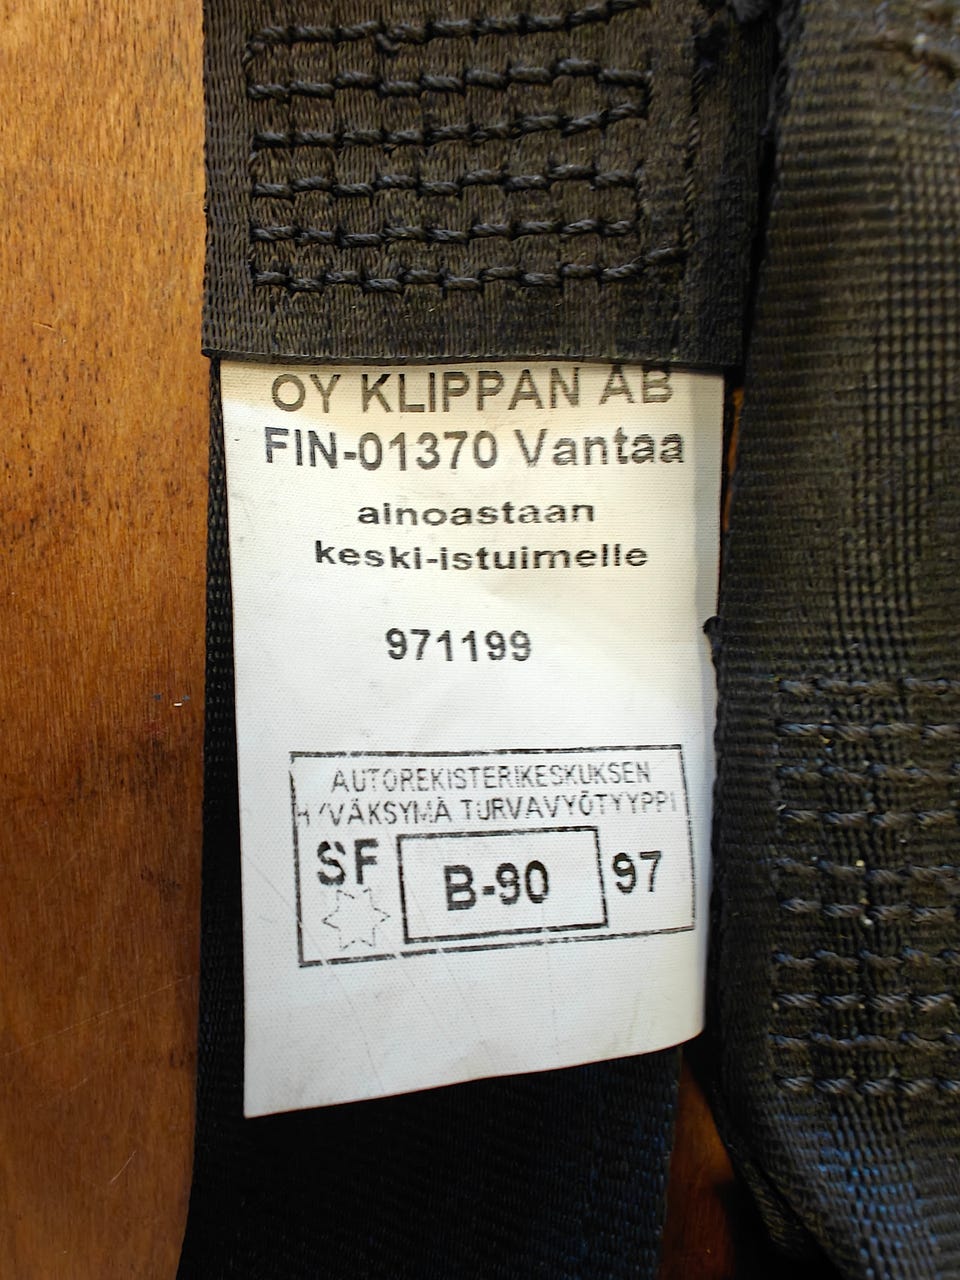 OY KLIPPAN AB
FIN-01370 Vantaa
ainoastaan
keski-istuimelle
971199
AUTOREKISTERIKESKUKSEN
HYVÄKSYMÄ TURVAVYÖTYYPPI
SF B-90 97